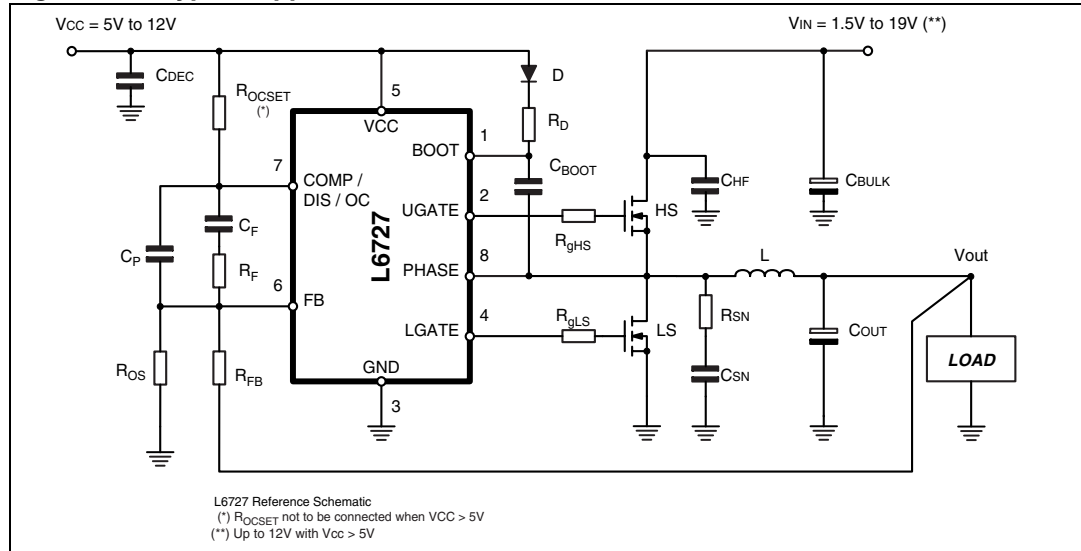 VCC = 5V to 12V
VIN = 1.5V to 19V (**)
CDEC
ROCSET
(*)
5
VCC
D
RD
1
BOOT
CBOOT
7
COMP /
DIS / OC
2
UGATE
HS
RgHS
CHF
CBULK
CF
CP
RF
L6727
8
PHASE
L
Vout
6
FB
4
LGATE
RgLS
LS
RSN
COUT
ROS
RFB
GND
3
CSN
LOAD
L6727 Reference Schematic
(*) ROCSET not to be connected when VCC > 5V
(**) Up to 12V with Vcc > 5V